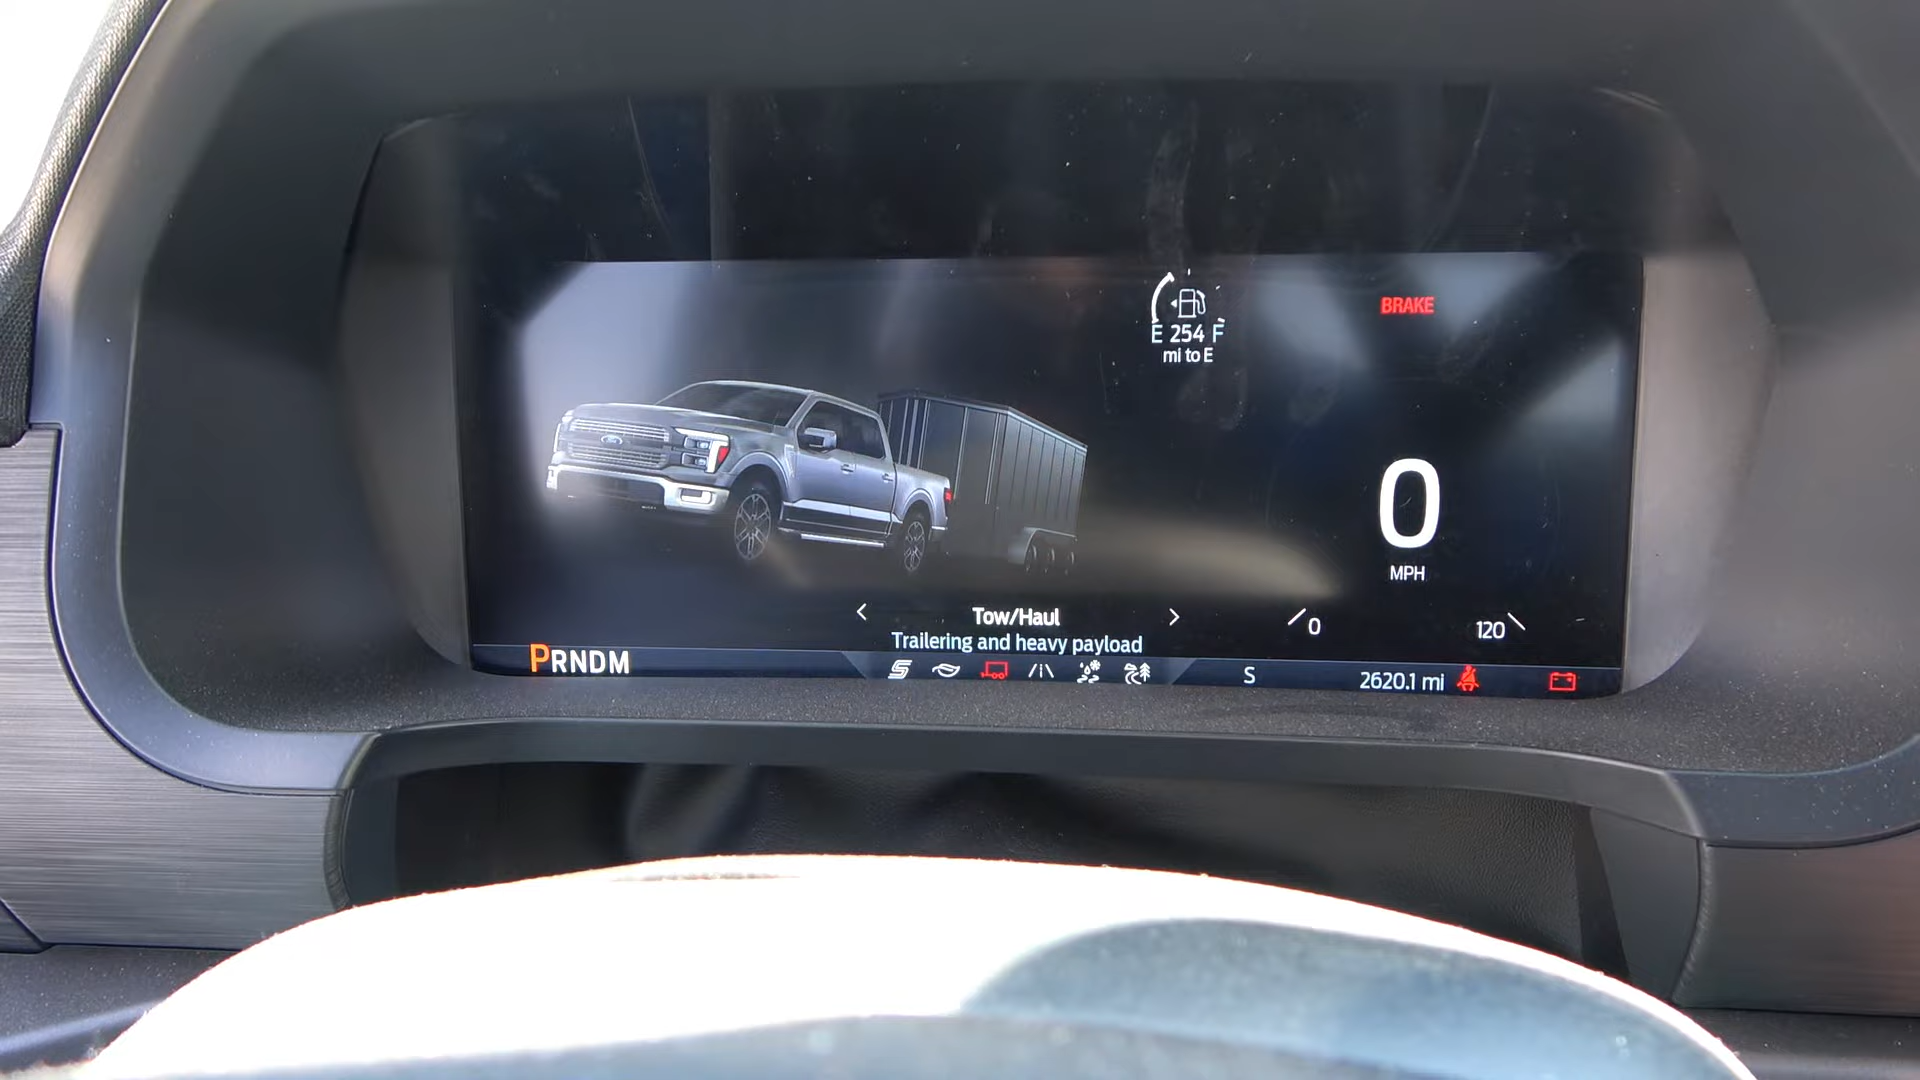 E 254 F
mi to E
BRAKE
0
MPH
Tow/Haul
Trailering and heavy payload
0
120
PRNDM
S
2620.1 mi